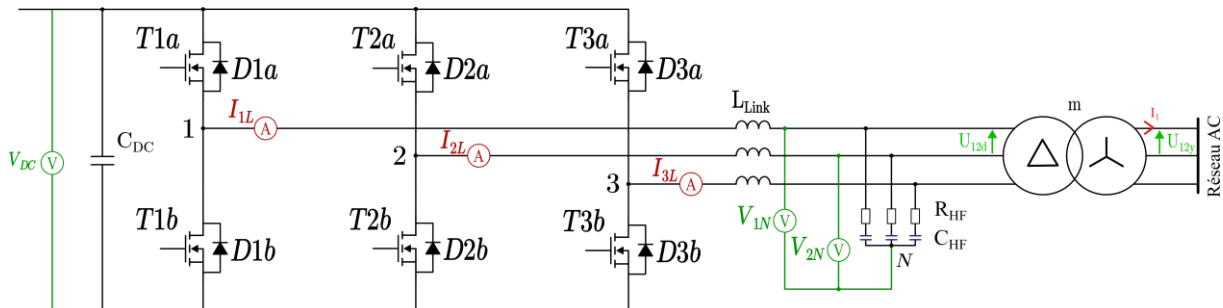 T1a
D1a
T2a
D2a
T3a
D3a
V_DC
V
C_DC
1
I_1L
A
2
I_2L
A
3
I_3L
A
L_Link
m
I_1
U_12d
U_12y
Réseau AC
T1b
D1b
T2b
D2b
T3b
D3b
V_1N
V
V_2N
V
R_HF
C_HF
N